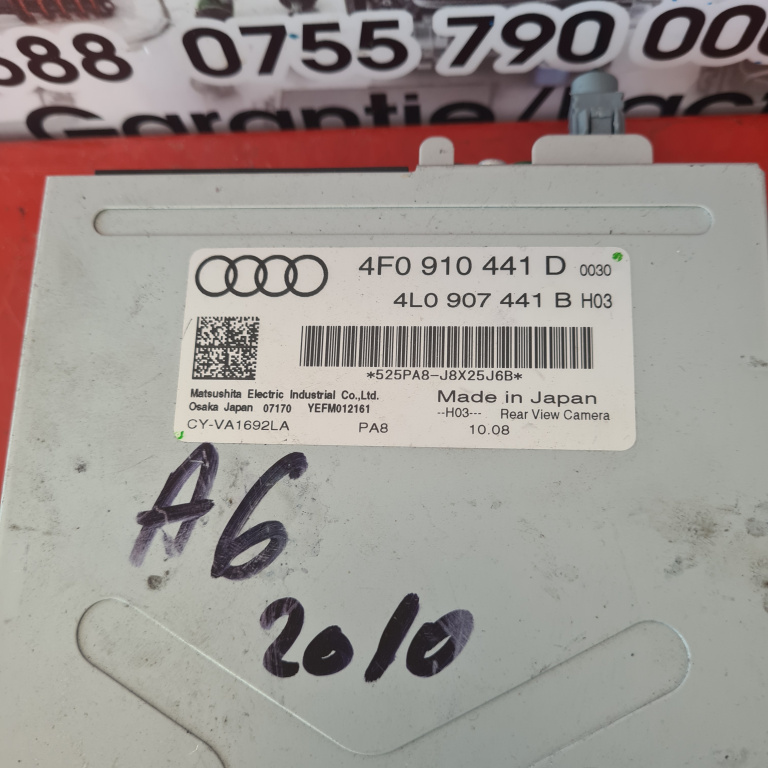 688 0755 790 00
Garantie/
4F0 910 441 D 0030
4L0 907 441 B H03
*525PA8-J8X25J6B*
Matsushita Electric Industrial Co.,Ltd. Made in Japan
Osaka Japan 07170 YEFM012161 --H03--- Rear View Camera
CY-VA1692LA PA8 10.08
A6
2010